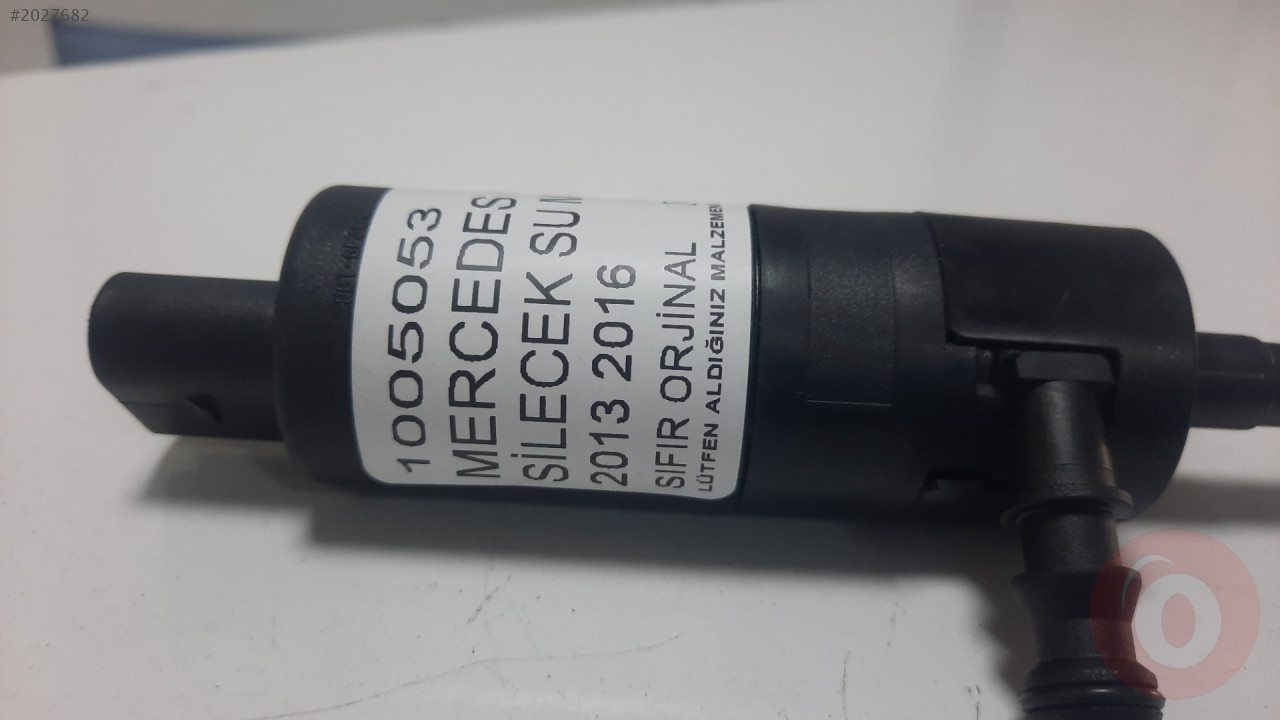 #2027682
1005053
MERCEDES
SİLECEK SU
2013 2016
SIFIR ORJİNAL
LÜTFEN ALDIĞINIZ
O